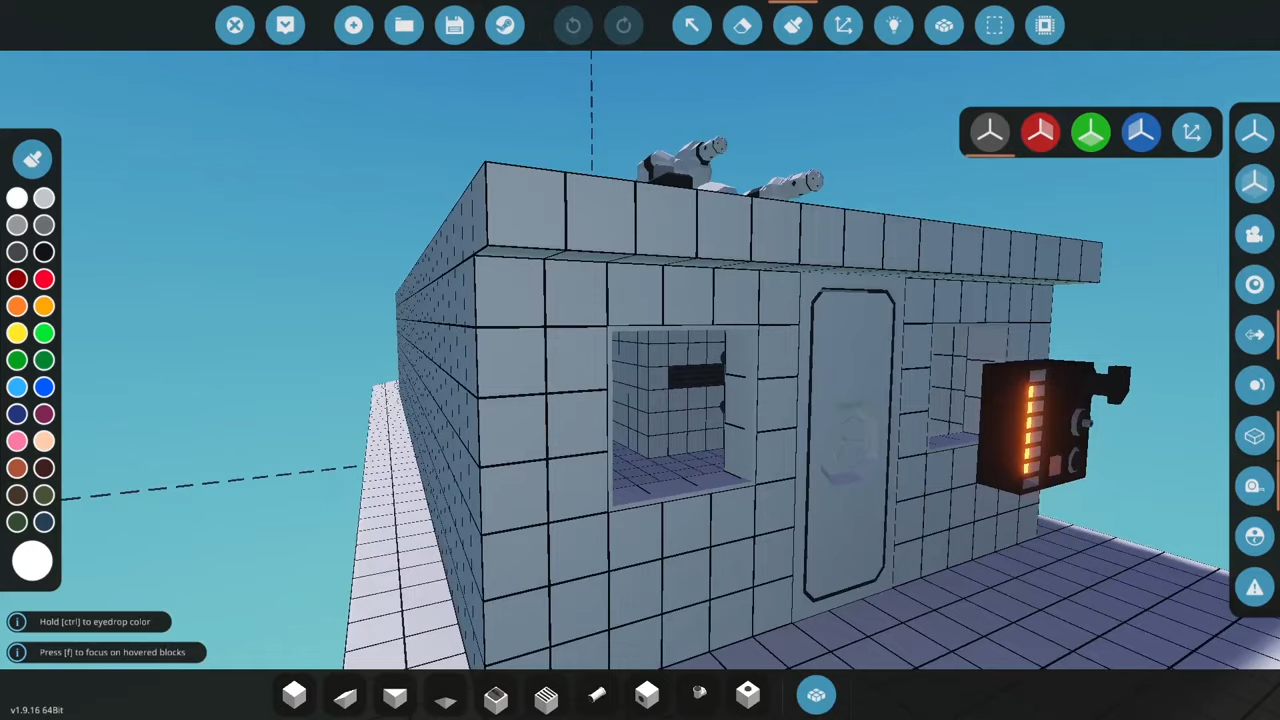 Hold [ctrl] to eyedrop color
Press [f] to focus on hovered blocks
v1.9.16 64Bit